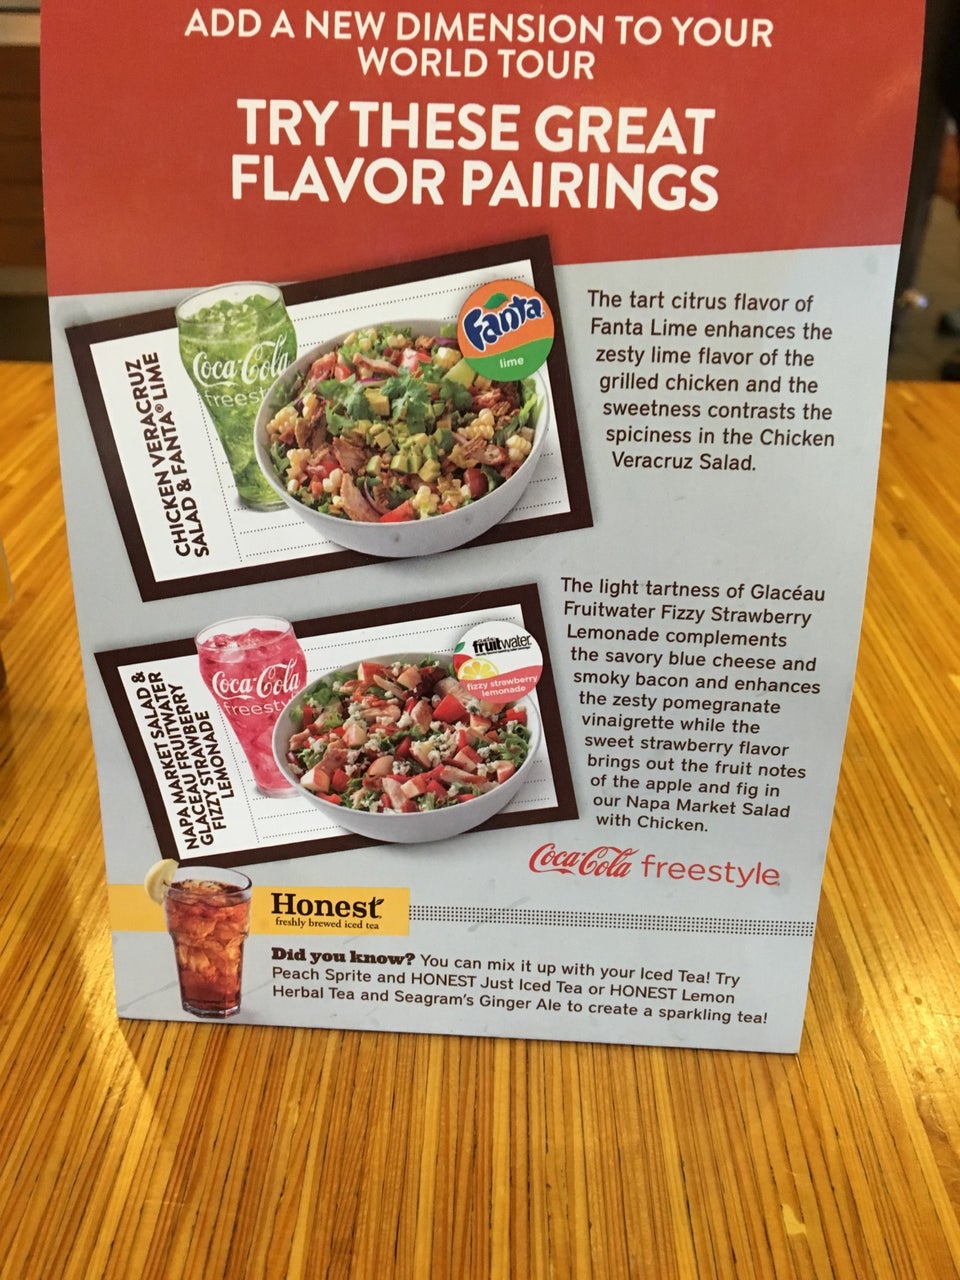 ADD A NEW DIMENSION TO YOUR
WORLD TOUR
TRY THESE GREAT
FLAVOR PAIRINGS
CHICKEN VERACRUZ
SALAD & FANTA® LIME
Coca-Cola
freest
Fanta
lime
The tart citrus flavor of
Fanta Lime enhances the
zesty lime flavor of the
grilled chicken and the
sweetness contrasts the
spiciness in the Chicken
Veracruz Salad.
NAPA MARKET SALAD &
GLACEAU FRUITWATER
FIZZY STRAWBERRY
LEMONADE
Coca-Cola
freesty
fruitwater
fizzy strawberry
lemonade
The light tartness of Glacéau
Fruitwater Fizzy Strawberry
Lemonade complements
the savory blue cheese and
smoky bacon and enhances
the zesty pomegranate
vinaigrette while the
sweet strawberry flavor
brings out the fruit notes
of the apple and fig in
our Napa Market Salad
with Chicken.
Coca-Cola freestyle
Honest
freshly brewed iced tea
Did you know? You can mix it up with your Iced Tea! Try
Peach Sprite and HONEST Just Iced Tea or HONEST Lemon
Herbal Tea and Seagram's Ginger Ale to create a sparkling tea!